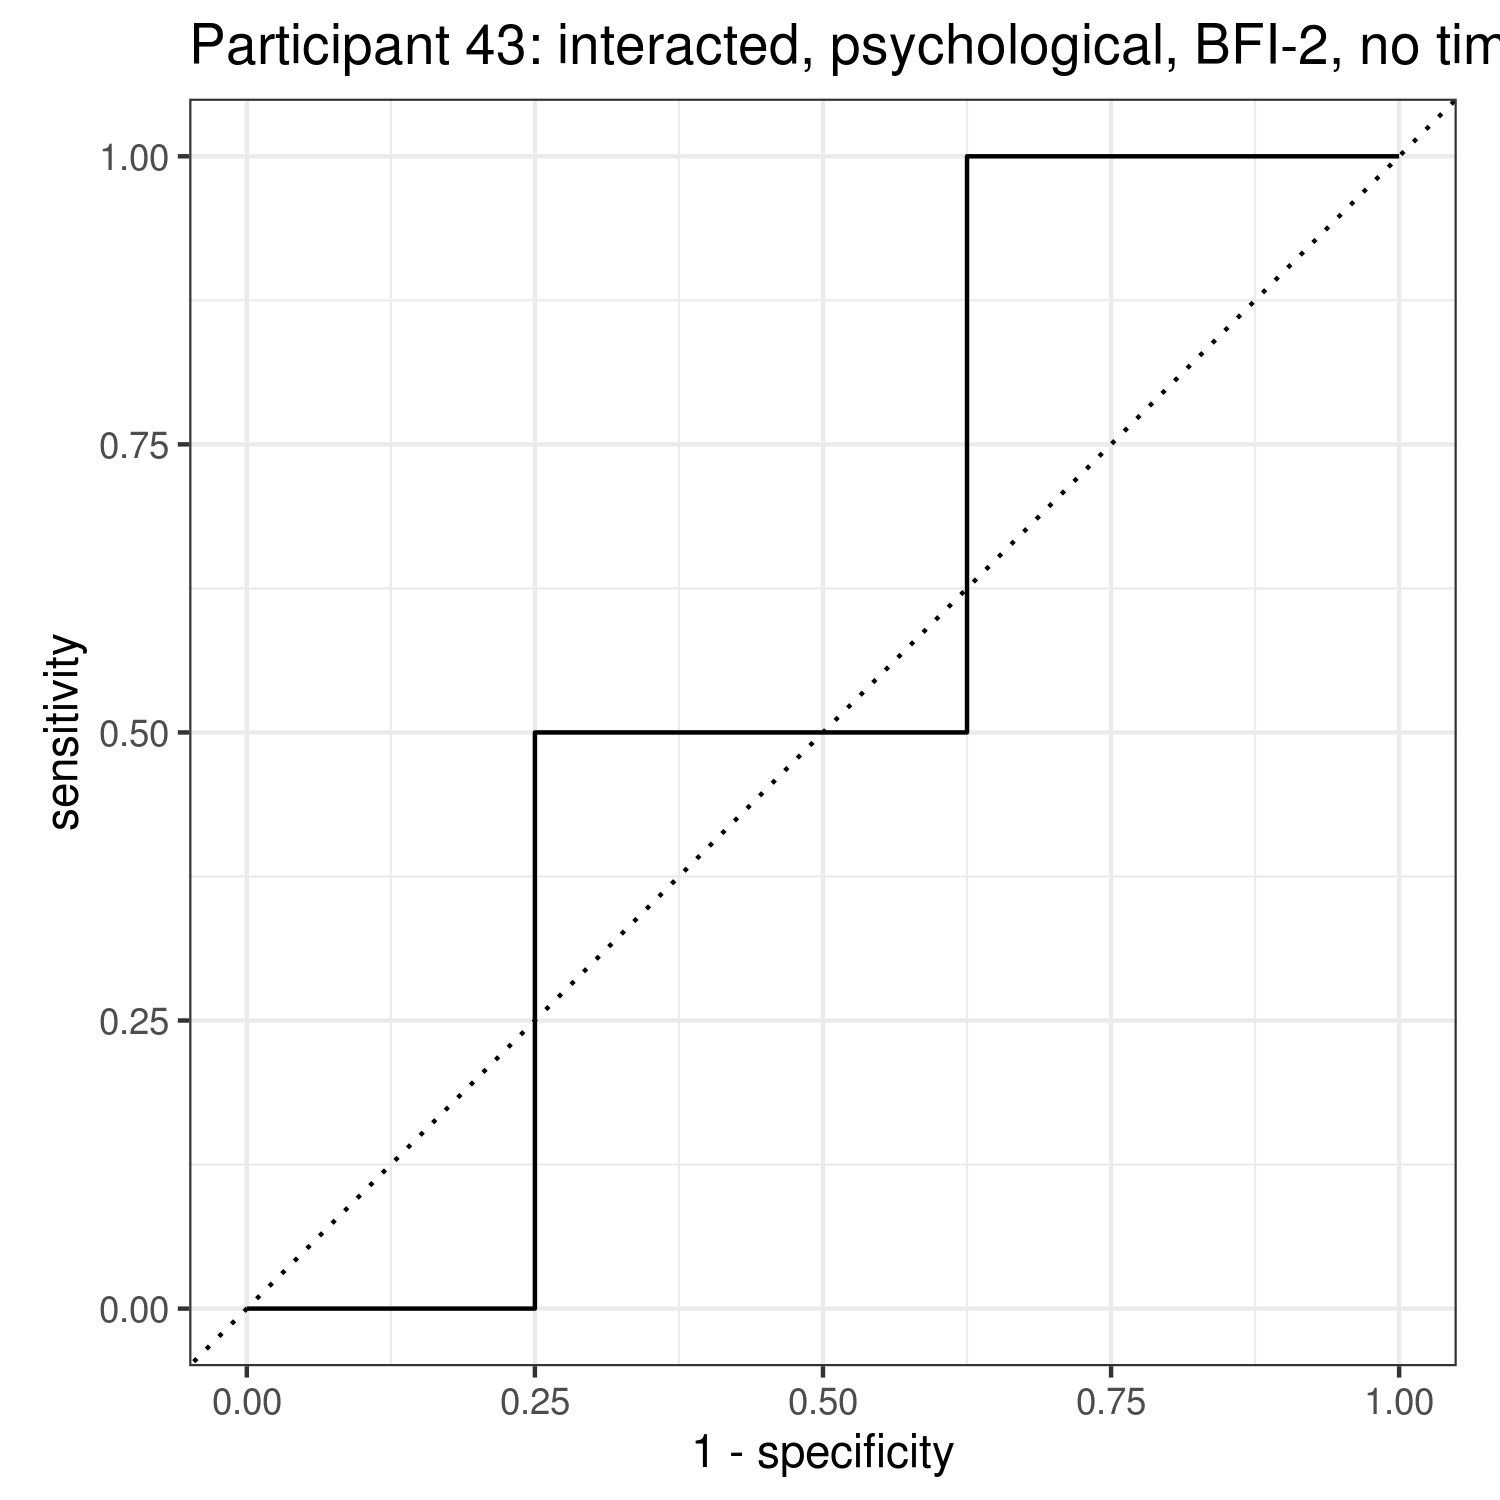 Participant 43: interacted, psychological, BFI-2, no tim
1.00
0.75
0.50
0.25
0.00
sensitivity
0.00 0.25 0.50 0.75 1.00
1 - specificity